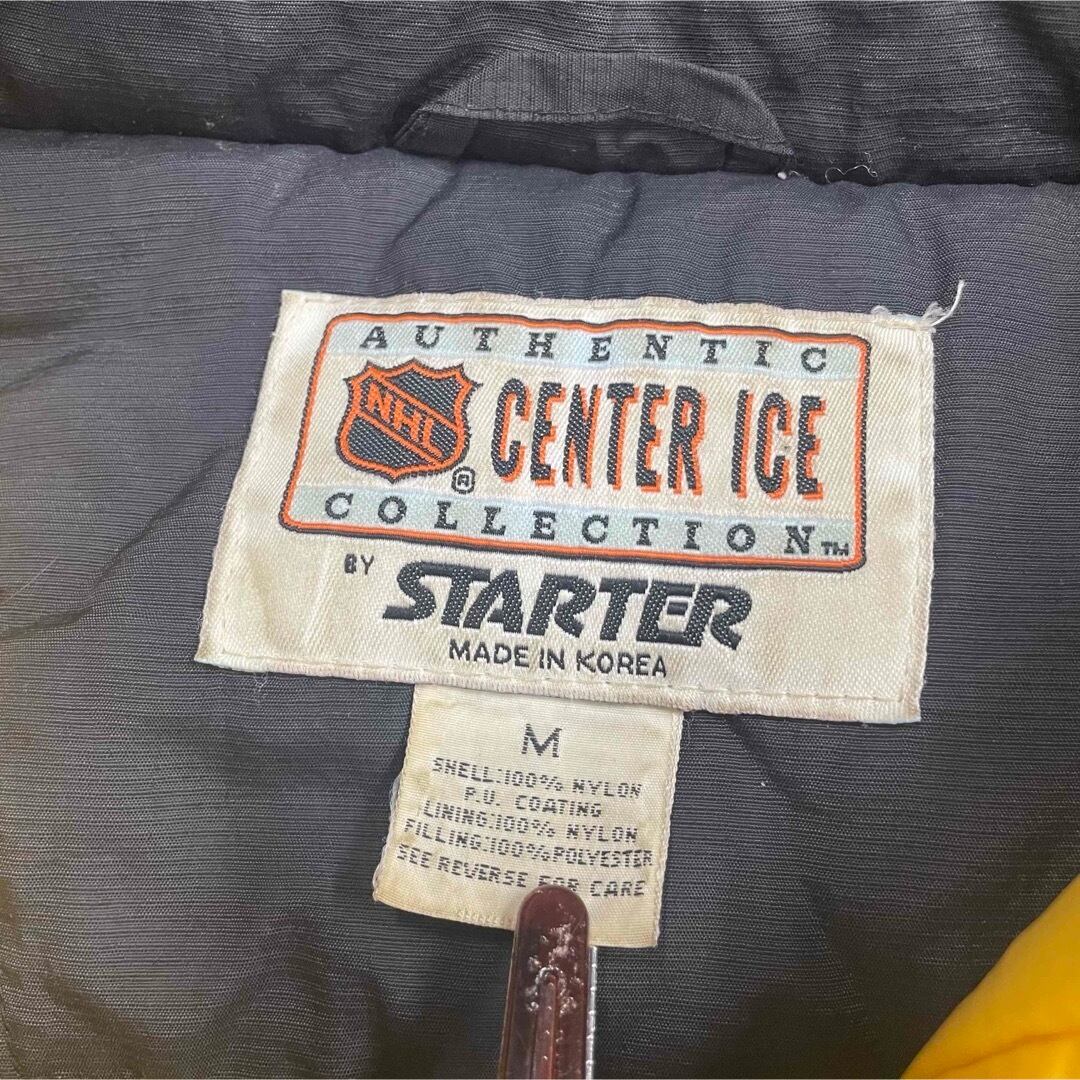 AUTHENTIC
NHL
®
CENTER ICE
COLLECTION™
BY STARTER
MADE IN KOREA
M
SHELL:100% NYLON
P.U. COATING
LINING:100% NYLON
FILLING:100%POLYESTER
SEE REVERSE FOR CARE